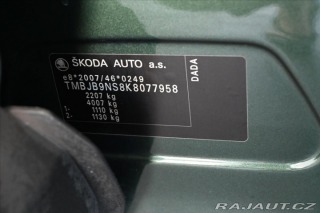 ŠKODA AUTO a.s.
e8*2007/46*0249
TMBJB9NS8K8077958
2207 kg
4007 kg
1- 1110 kg
2- 1130 kg
DADA
RAJAUT.CZ